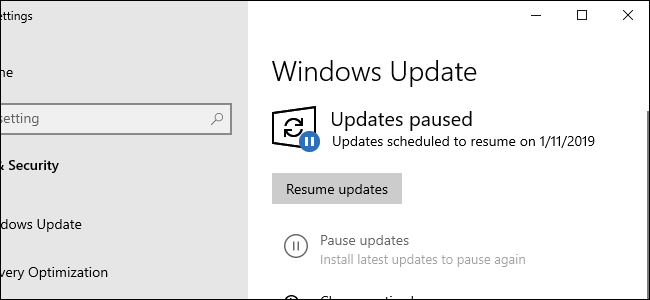 ettings
me
setting
& Security
ndows Update
very Optimization
Windows Update
Updates paused
Updates scheduled to resume on 1/11/2019
Resume updates
Pause updates
Install latest updates to pause again